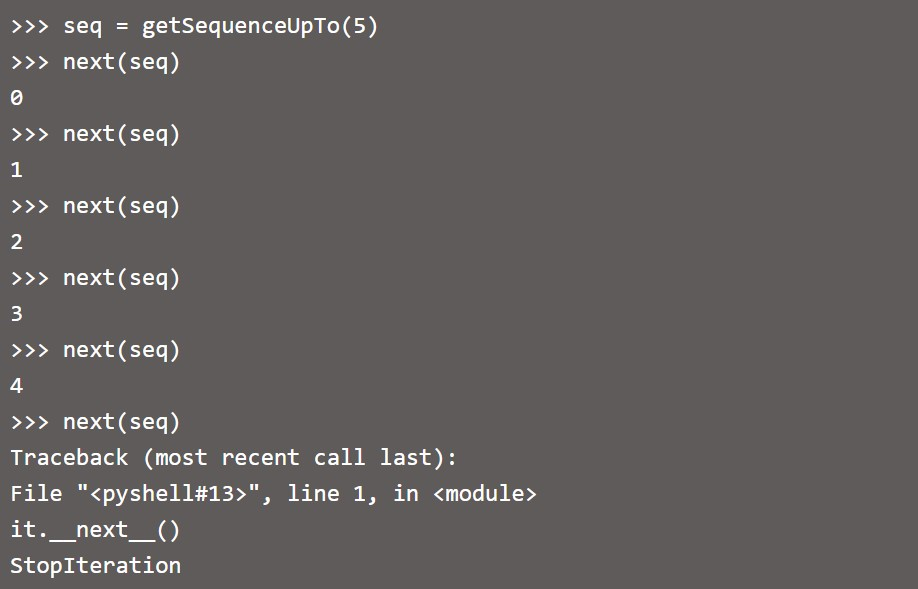 >>> seq = getSequenceUpTo(5)
>>> next(seq)
0
>>> next(seq)
1
>>> next(seq)
2
>>> next(seq)
3
>>> next(seq)
4
>>> next(seq)
Traceback (most recent call last):
File "<pyshell#13>", line 1, in <module>
it.__next__()
StopIteration